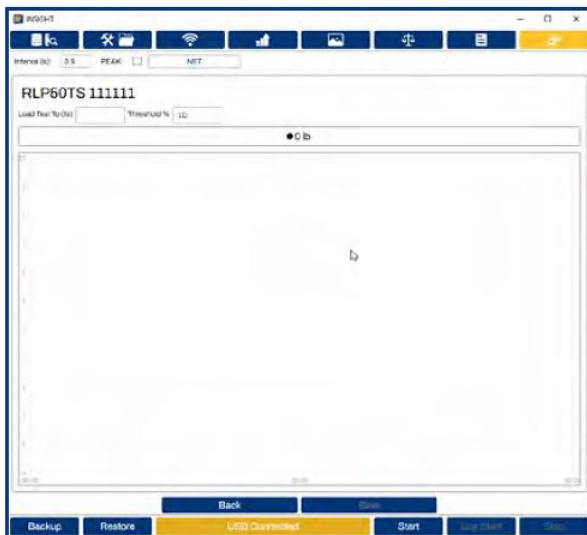 INSIGHT
Interval (s): 0.5 PEAK NET
RLP50TS 111111
Load Test To (lb) Threshold % 10
0 lb
Back Save
Backup Restore USB Connected Start Log Start Stop